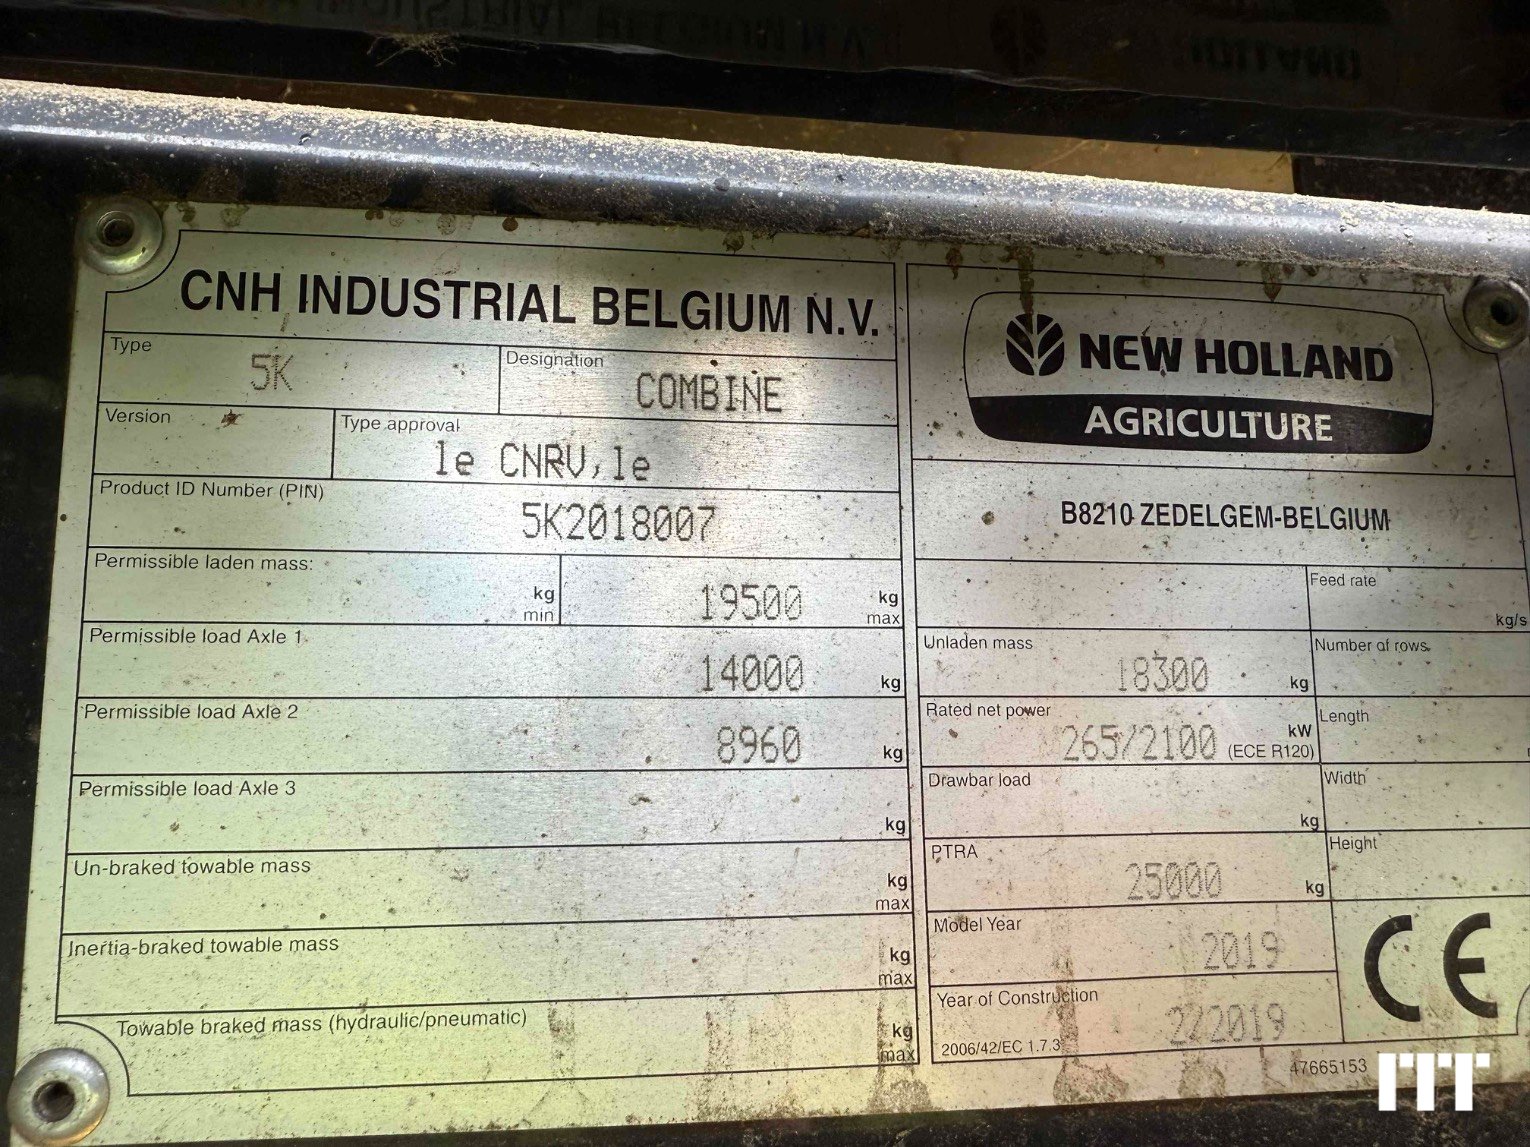 CNH INDUSTRIAL BELGIUM N.V.
Type
5K
Designation
COMBINE
Version
Type approval
1e CNRV,1e
Product ID Number (PIN)
5K2018007
Permissible laden mass:
kg
min
19500
kg
max
Permissible load Axle 1
14000
kg
Permissible load Axle 2
8960
kg
Permissible load Axle 3
kg
Un-braked towable mass
kg
max
Inertia-braked towable mass
kg
max
Towable braked mass (hydraulic/pneumatic)
kg
max
NEW HOLLAND
AGRICULTURE
B8210 ZEDELGEM-BELGIUM
Feed rate
kg/s
Unladen mass
18300
kg
Number of rows
Rated net power
265/2100
kW
(ECE R120)
Length
Drawbar load
kg
Width
PTRA
25000
kg
Height
Model Year
2019
Year of Construction
2/2019
2006/42/EC 1.7.3
CE
47665153